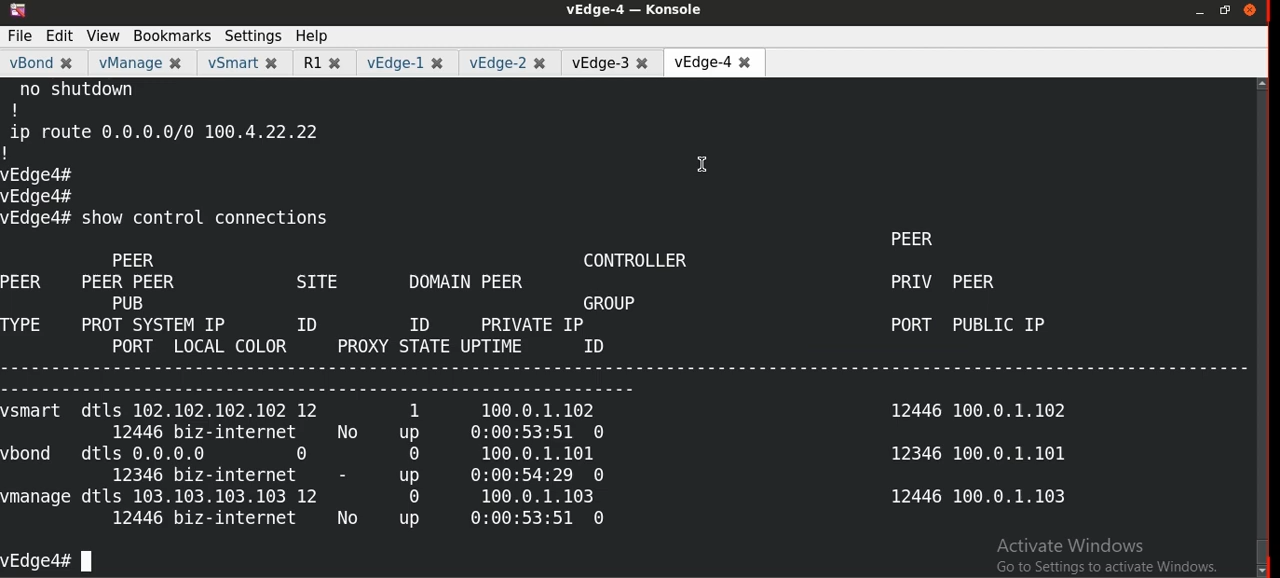 vEdge-4 — Konsole
File Edit View Bookmarks Settings Help
vBond vManage vSmart R1 vEdge-1 vEdge-2 vEdge-3 vEdge-4
no shutdown
!
ip route 0.0.0.0/0 100.4.22.22
!
vEdge4#
vEdge4#
vEdge4# show control connections
PEER
PEER CONTROLLER
PEER PEER PEER SITE DOMAIN PEER PRIV PEER
PUB GROUP
TYPE PROT SYSTEM IP ID ID PRIVATE IP PORT PUBLIC IP
PORT LOCAL COLOR PROXY STATE UPTIME ID
--------------------------------------------------------------------------------------------------------------------------
--------------------------------------------------------------
vsmart dtls 102.102.102.102 12 1 100.0.1.102 12446 100.0.1.102
12446 biz-internet No up 0:00:53:51 0
vbond dtls 0.0.0.0 0 0 100.0.1.101 12346 100.0.1.101
12346 biz-internet - up 0:00:54:29 0
vmanage dtls 103.103.103.103 12 0 100.0.1.103 12446 100.0.1.103
12446 biz-internet No up 0:00:53:51 0
vEdge4#
Activate Windows
Go to Settings to activate Windows.